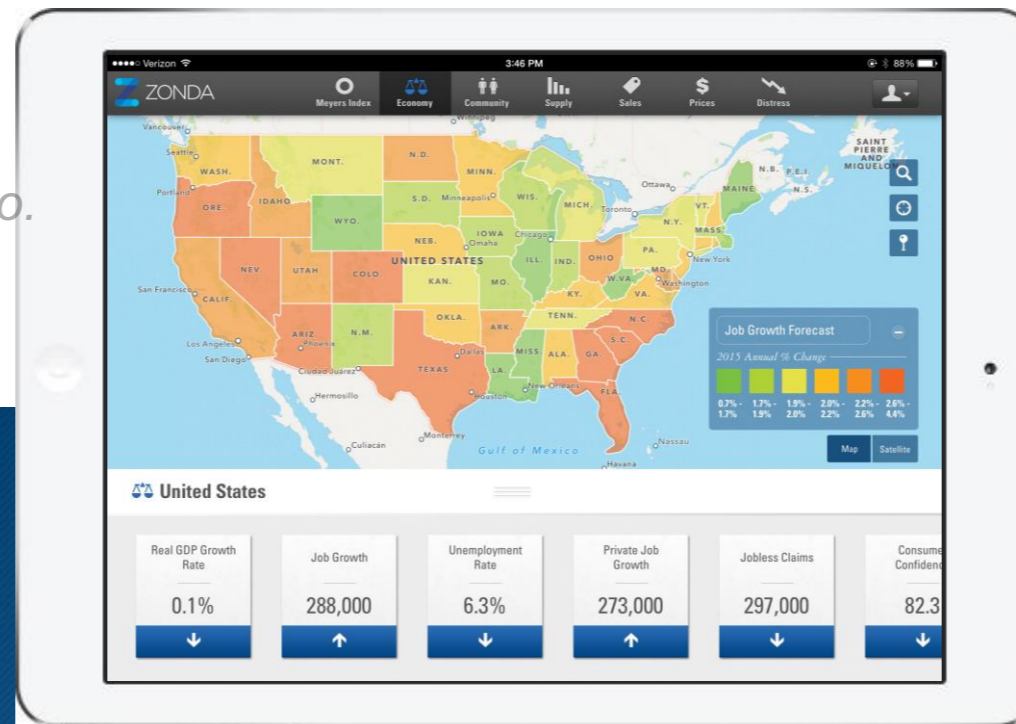 o.
Verizon
3:46 PM
88%
ZONDA
Meyers Index
Economy
Community
Supply
Sales
Prices
Distress
Vancouver
Winnipeg
SAINT
PIERRE
AND
MIQUELON
Seattle
WASH.
MONT.
N.D.
MINN.
Ottawa
MAINE
N.B.
P.E.I.
N.S.
Portland
ORE.
IDAHO
WYO.
S.D.
Minneapolis
WIS.
MICH.
Toronto
N.Y.
VT.
MASS.
NEB.
IOWA
Omaha
Chicago
UNITED STATES
ILL.
IND.
OHIO
PA.
New York
NEV.
UTAH
COLO.
KAN.
MO.
W.VA.
MD.
Washington
San Francisco
CALIF.
KY.
VA.
OKLA.
TENN.
N.C.
ARIZ.
Phoenix
N.M.
ARK.
S.C.
Los Angeles
San Diego
Ciudad Juárez
Dallas
TEXAS
MISS.
ALA.
GA.
LA.
Hermosillo
Houston
New Orleans
FLA.
Culiacán
Monterrey
Gulf of Mexico
Nassau
Havana
Job Growth Forecast
2015 Annual % Change
0.7% - 1.7% - 1.9% - 2.0% - 2.2% - 2.6% -
1.7% 1.9% 2.0% 2.2% 2.6% 4.4%
Map Satellite
United States
Real GDP Growth
Rate
0.1%
Job Growth
288,000
Unemployment
Rate
6.3%
Private Job
Growth
273,000
Jobless Claims
297,000
Consume
Confidenc
82.3